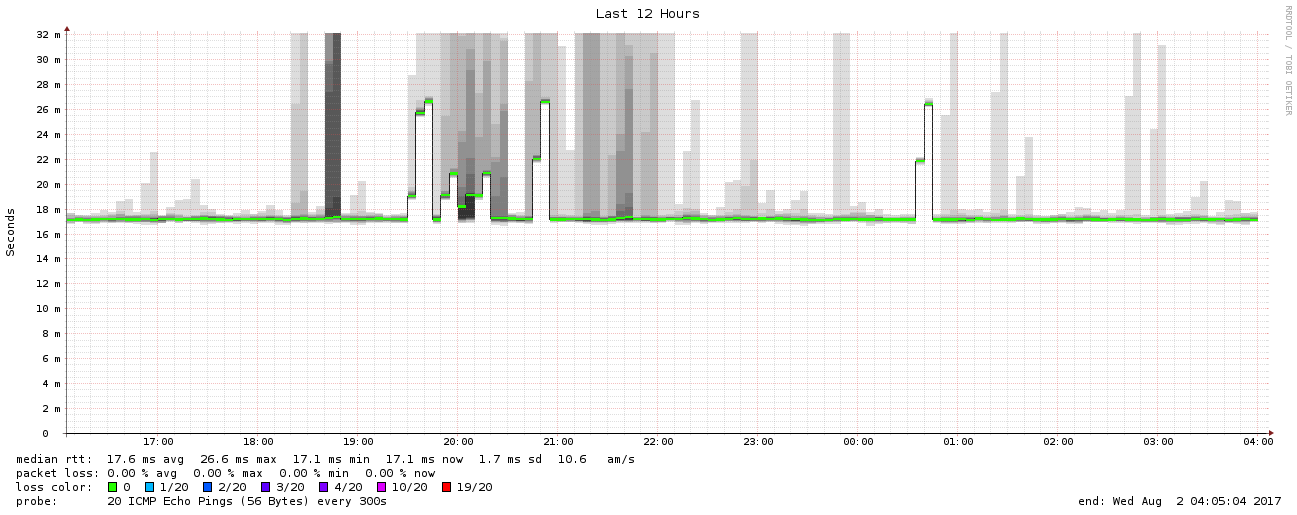 Last 12 Hours
RRDTOOL / TOBI OETIKER
Seconds
32 m
30 m
28 m
26 m
24 m
22 m
20 m
18 m
16 m
14 m
12 m
10 m
8 m
6 m
4 m
2 m
0
17:00 18:00 19:00 20:00 21:00 22:00 23:00 00:00 01:00 02:00 03:00 04:00
median rtt: 17.6 ms avg 26.6 ms max 17.1 ms min 17.1 ms now 1.7 ms sd 10.6 am/s
packet loss: 0.00 % avg 0.00 % max 0.00 % min 0.00 % now
loss color: 0 1/20 2/20 3/20 4/20 10/20 19/20
probe: 20 ICMP Echo Pings (56 Bytes) every 300s end: Wed Aug 2 04:05:04 2017